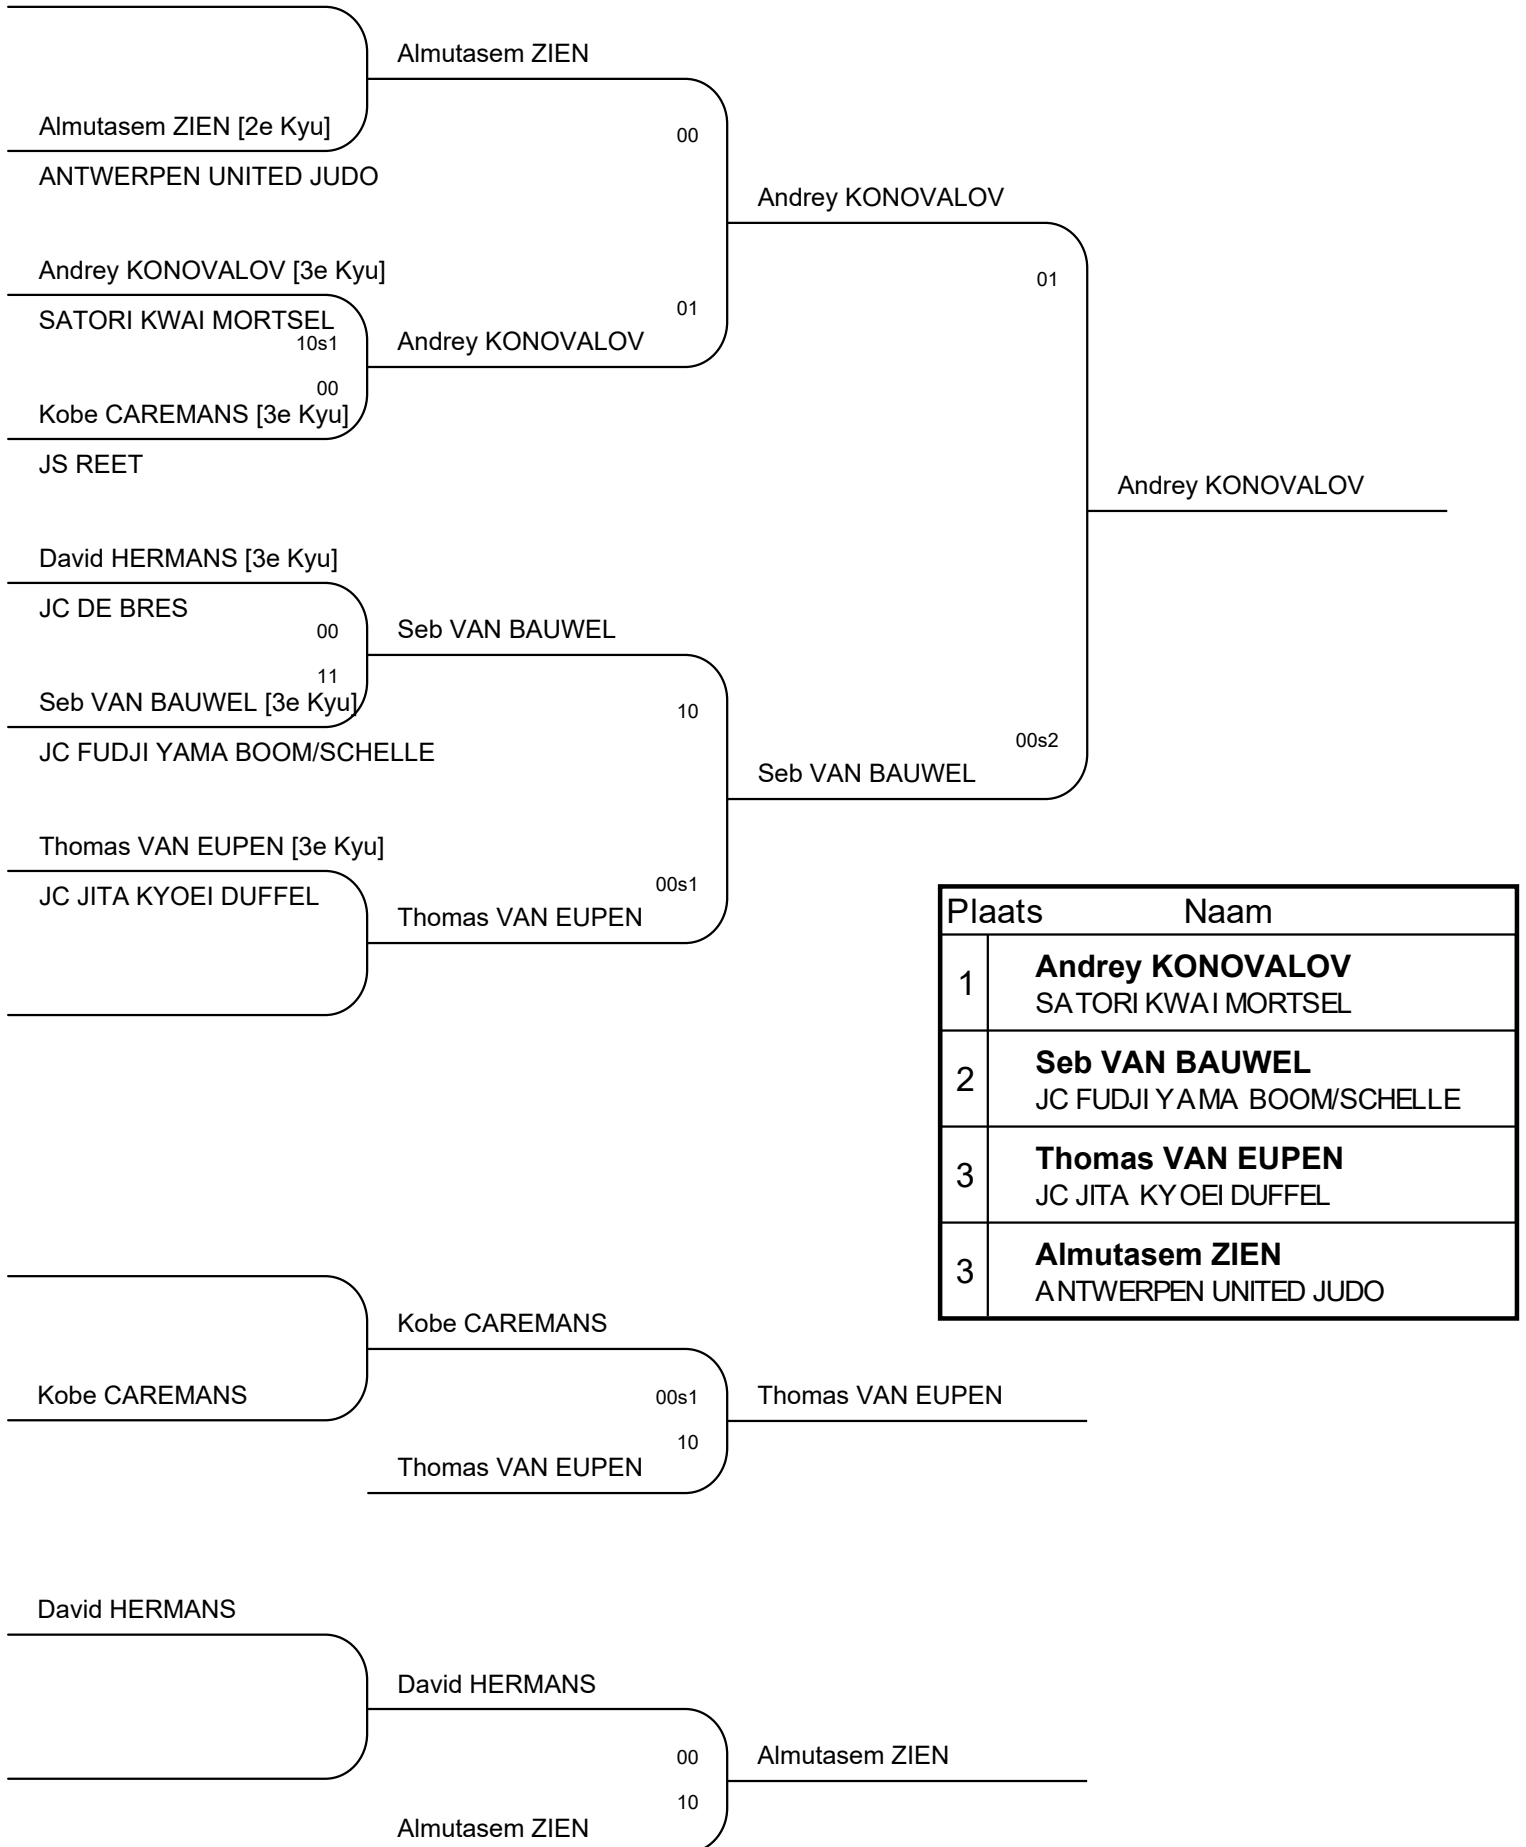 Almutasem ZIEN
Almutasem ZIEN [2e Kyu]
00
ANTWERPEN UNITED JUDO
Andrey KONOVALOV
Andrey KONOVALOV [3e Kyu]
01
SATORI KWAI MORTSEL
01
10s1
Andrey KONOVALOV
00
Kobe CAREMANS [3e Kyu]
JS REET
Andrey KONOVALOV
David HERMANS [3e Kyu]
JC DE BRES
00
Seb VAN BAUWEL
11
Seb VAN BAUWEL [3e Kyu]
10
JC FUDJI YAMA BOOM/SCHELLE
00s2
Seb VAN BAUWEL
Thomas VAN EUPEN [3e Kyu]
JC JITA KYOEI DUFFEL
00s1
Thomas VAN EUPEN
Plaats Naam
1 Andrey KONOVALOV
SATORI KWAI MORTSEL
2 Seb VAN BAUWEL
JC FUDJI YAMA BOOM/SCHELLE
3 Thomas VAN EUPEN
JC JITA KYOEI DUFFEL
3 Almutasem ZIEN
ANTWERPEN UNITED JUDO
Kobe CAREMANS
Kobe CAREMANS
00s1
Thomas VAN EUPEN
10
Thomas VAN EUPEN
David HERMANS
David HERMANS
00
Almutasem ZIEN
10
Almutasem ZIEN